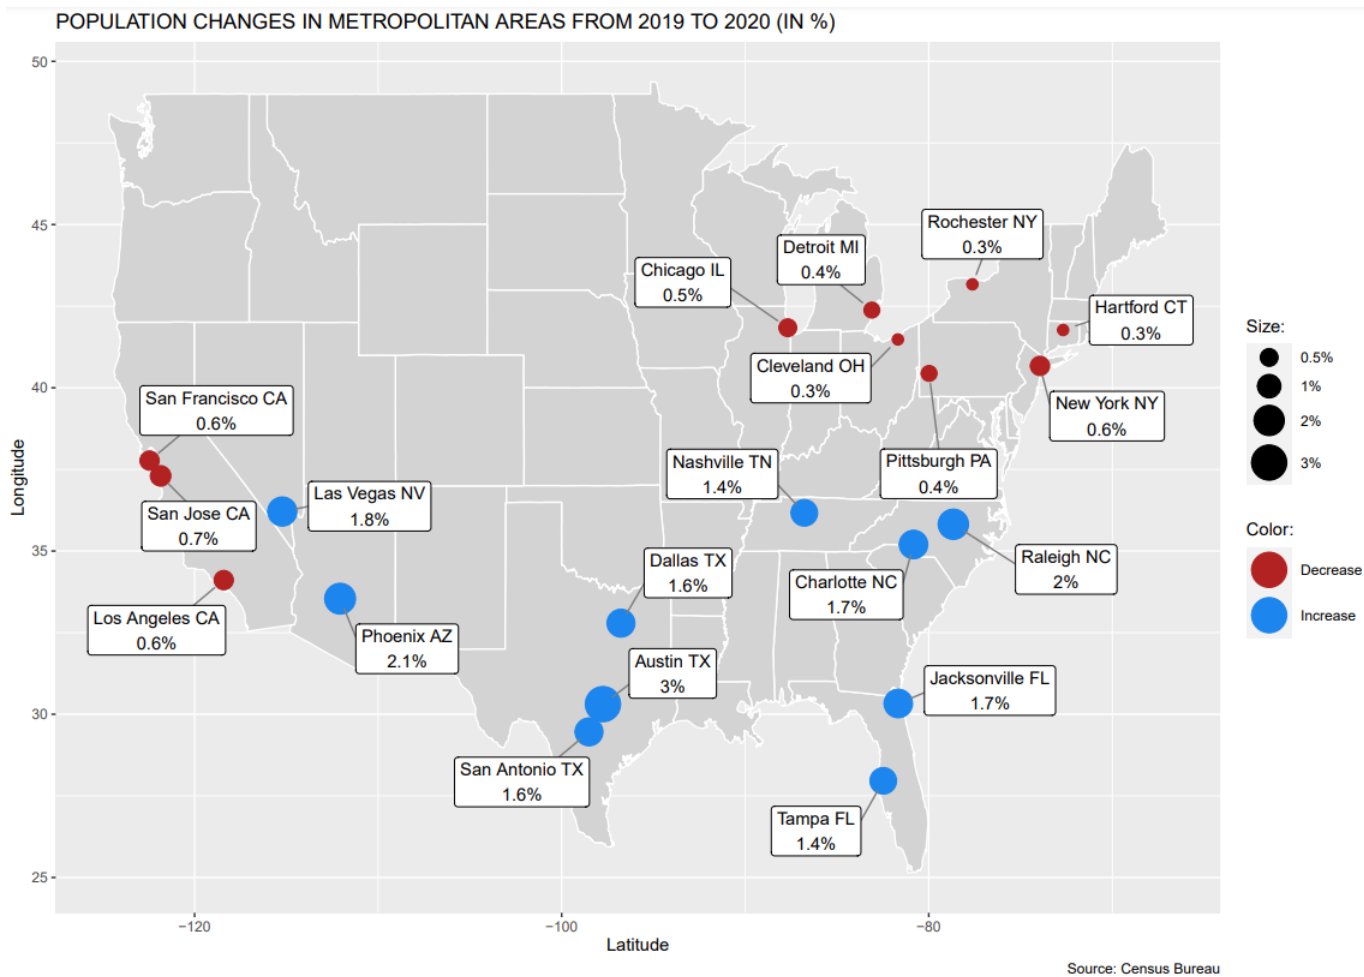 POPULATION CHANGES IN METROPOLITAN AREAS FROM 2019 TO 2020 (IN %)
50
45
40
35
30
25
Longitude
Rochester NY
0.3%
Detroit MI
0.4%
Chicago IL
0.5%
Hartford CT
0.3%
Cleveland OH
0.3%
San Francisco CA
0.6%
New York NY
0.6%
Nashville TN
1.4%
Pittsburgh PA
0.4%
Las Vegas NV
1.8%
San Jose CA
0.7%
Dallas TX
1.6%
Raleigh NC
2%
Charlotte NC
1.7%
Los Angeles CA
0.6%
Phoenix AZ
2.1%
Austin TX
3%
Jacksonville FL
1.7%
San Antonio TX
1.6%
Tampa FL
1.4%
−120
−100
−80
Latitude
Size:
0.5%
1%
2%
3%
Color:
Decrease
Increase
Source: Census Bureau